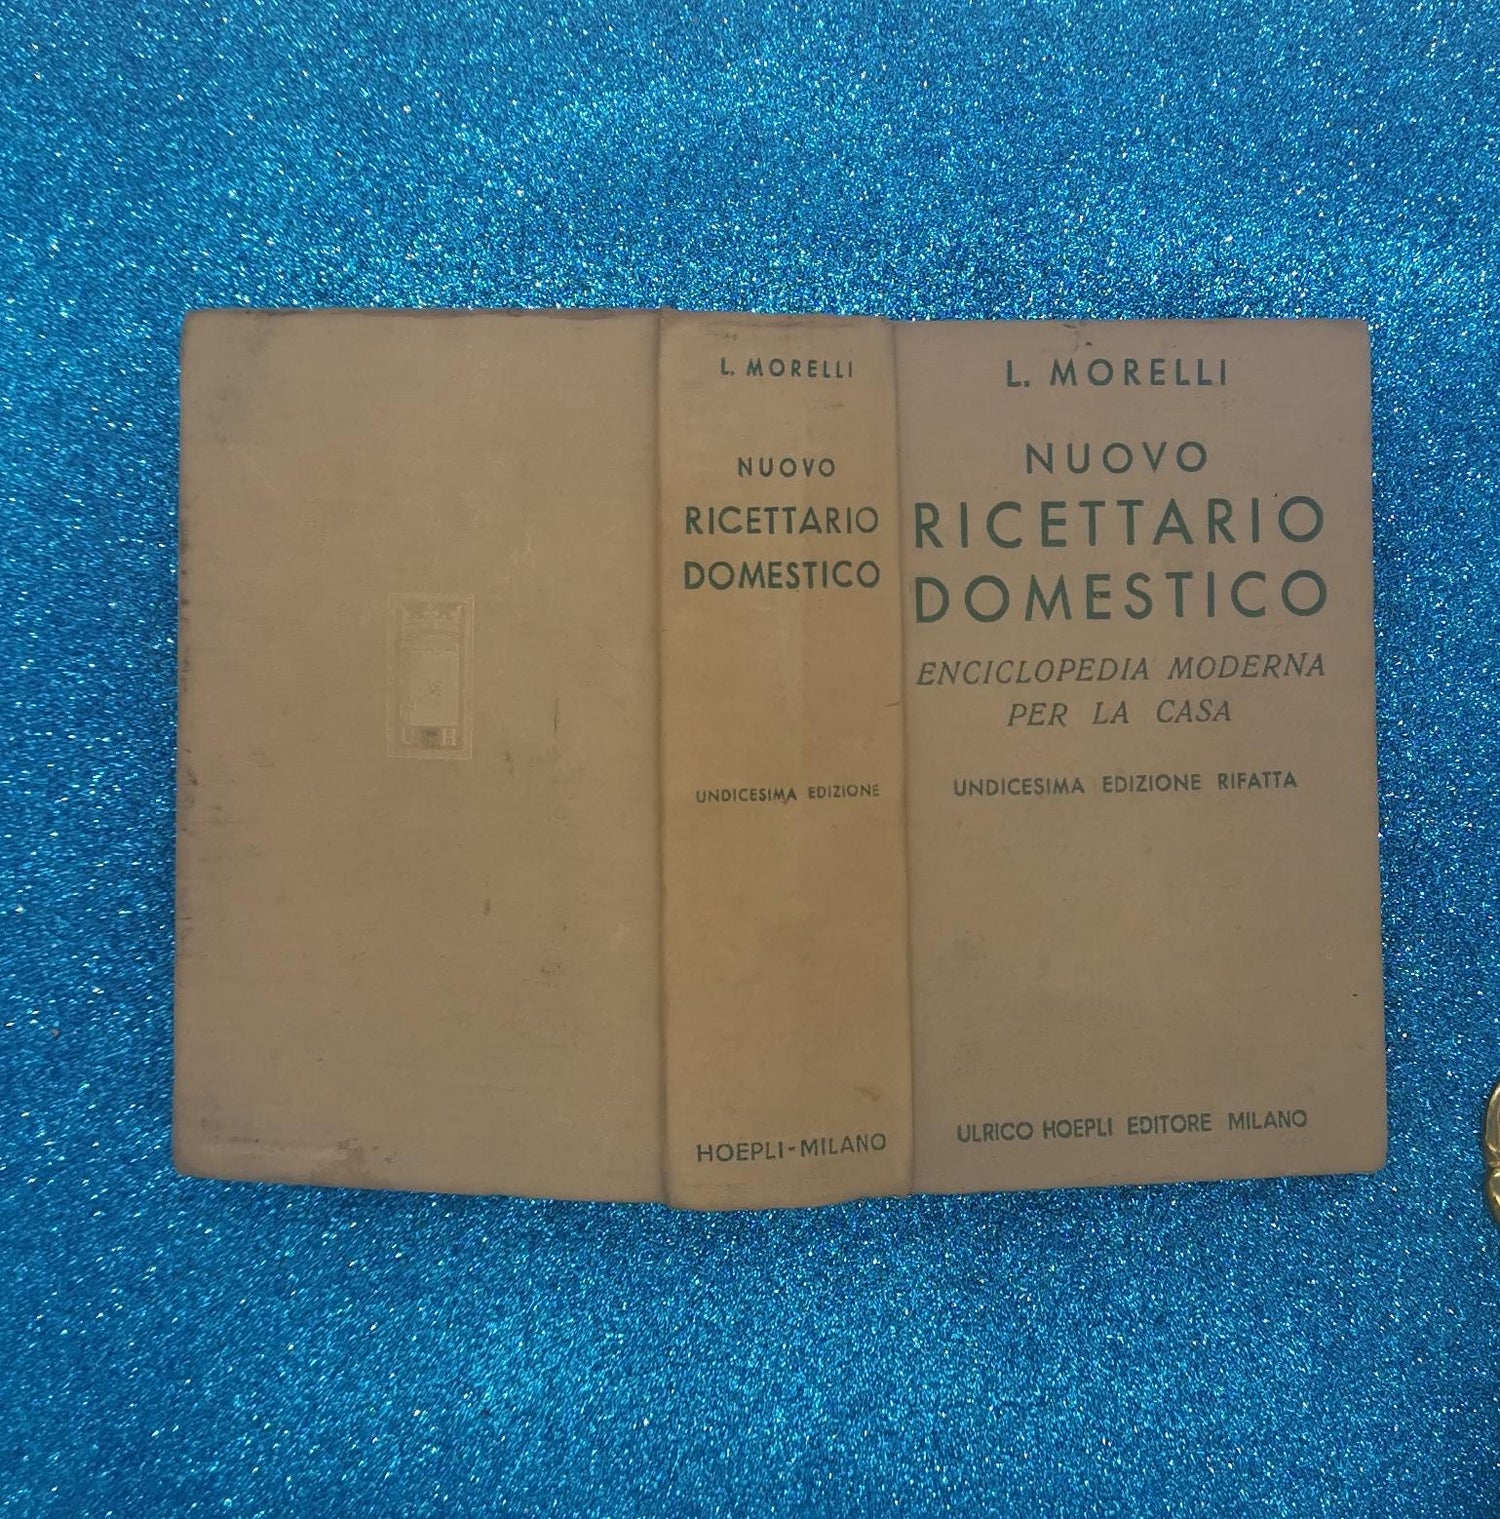 L. MORELLI
NUOVO
RICETTARIO
DOMESTICO
UNDICESIMA EDIZIONE
HOEPLI-MILANO
L. MORELLI
NUOVO
RICETTARIO
DOMESTICO
ENCICLOPEDIA MODERNA
PER LA CASA
UNDICESIMA EDIZIONE RIFATTA
ULRICO HOEPLI EDITORE MILANO